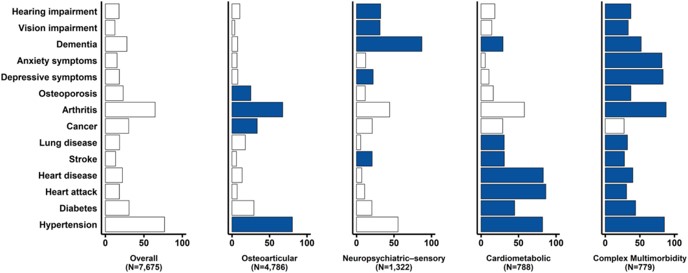 Hearing impairment
Vision impairment
Dementia
Anxiety symptoms
Depressive symptoms
Osteoporosis
Arthritis
Cancer
Lung disease
Stroke
Heart disease
Heart attack
Diabetes
Hypertension
0 50 100 0 50 100 0 50 100 0 50 100 0 50 100
Overall Osteoarticular Neuropsychiatric–sensory Cardiometabolic Complex Multimorbidity
(N=7,675) (N=4,786) (N=1,322) (N=788) (N=779)